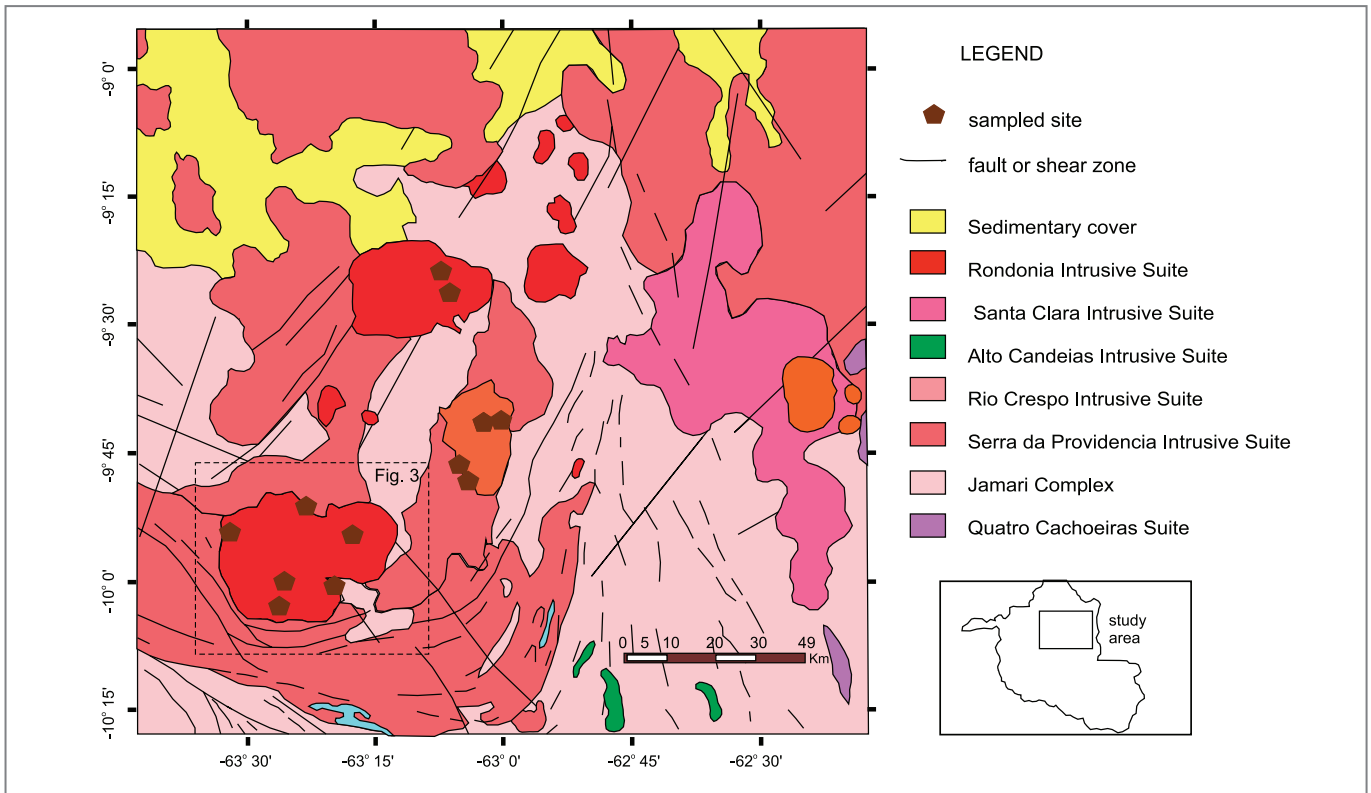 LEGEND
sampled site
fault or shear zone
Sedimentary cover
Rondonia Intrusive Suite
Santa Clara Intrusive Suite
Alto Candeias Intrusive Suite
Rio Crespo Intrusive Suite
Serra da Providencia Intrusive Suite
Jamari Complex
Quatro Cachoeiras Suite
study
area
Fig. 3
0 5 10 20 30 49
Km
-9° 0'
-9° 15'
-9° 30'
-9° 45'
-10° 0'
-10° 15'
-63° 30' -63° 15' -63° 0' -62° 45' -62° 30'